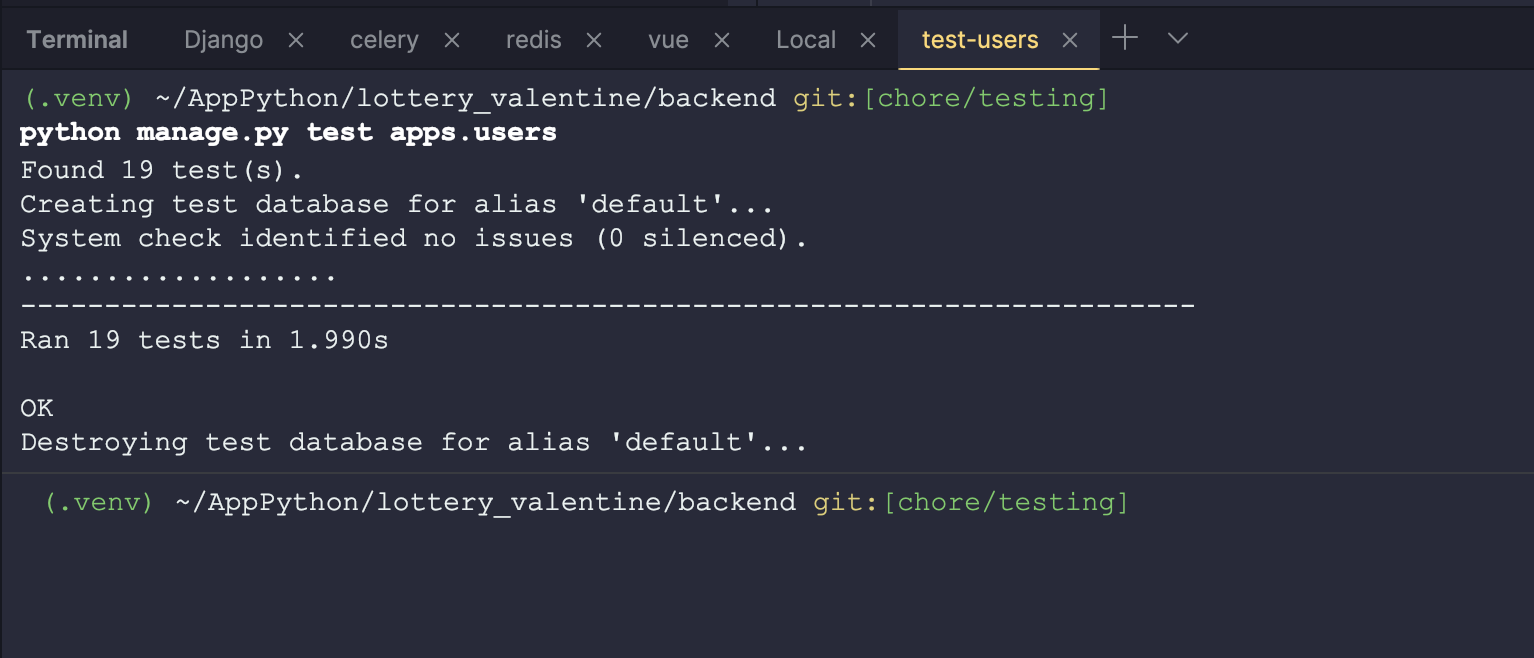 Terminal Django × celery × redis × vue × Local × test-users × +
(.venv) ~/AppPython/lottery_valentine/backend git:[chore/testing]
python manage.py test apps.users
Found 19 test(s).
Creating test database for alias 'default'...
System check identified no issues (0 silenced).
...................
----------------------------------------------------------------------
Ran 19 tests in 1.990s
OK
Destroying test database for alias 'default'...
(.venv) ~/AppPython/lottery_valentine/backend git:[chore/testing]